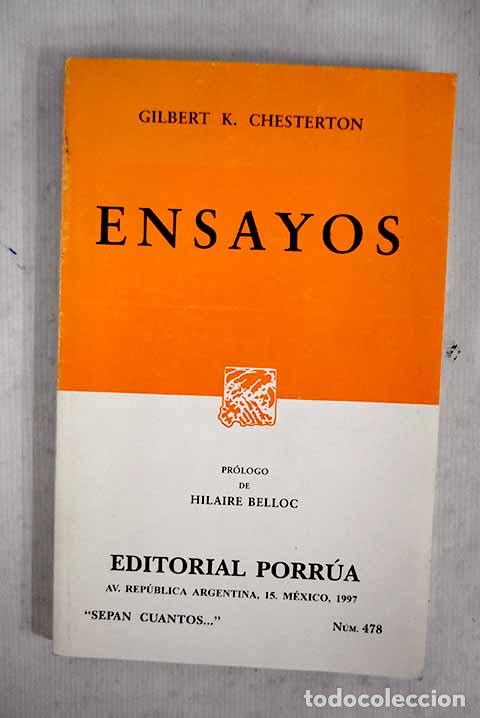 GILBERT K. CHESTERTON
ENSAYOS
PRÓLOGO
DE
HILAIRE BELLOC
EDITORIAL PORRÚA
AV. REPÚBLICA ARGENTINA, 15. MÉXICO, 1997
"SEPAN CUANTOS..." NÚM. 478
todocoleccion